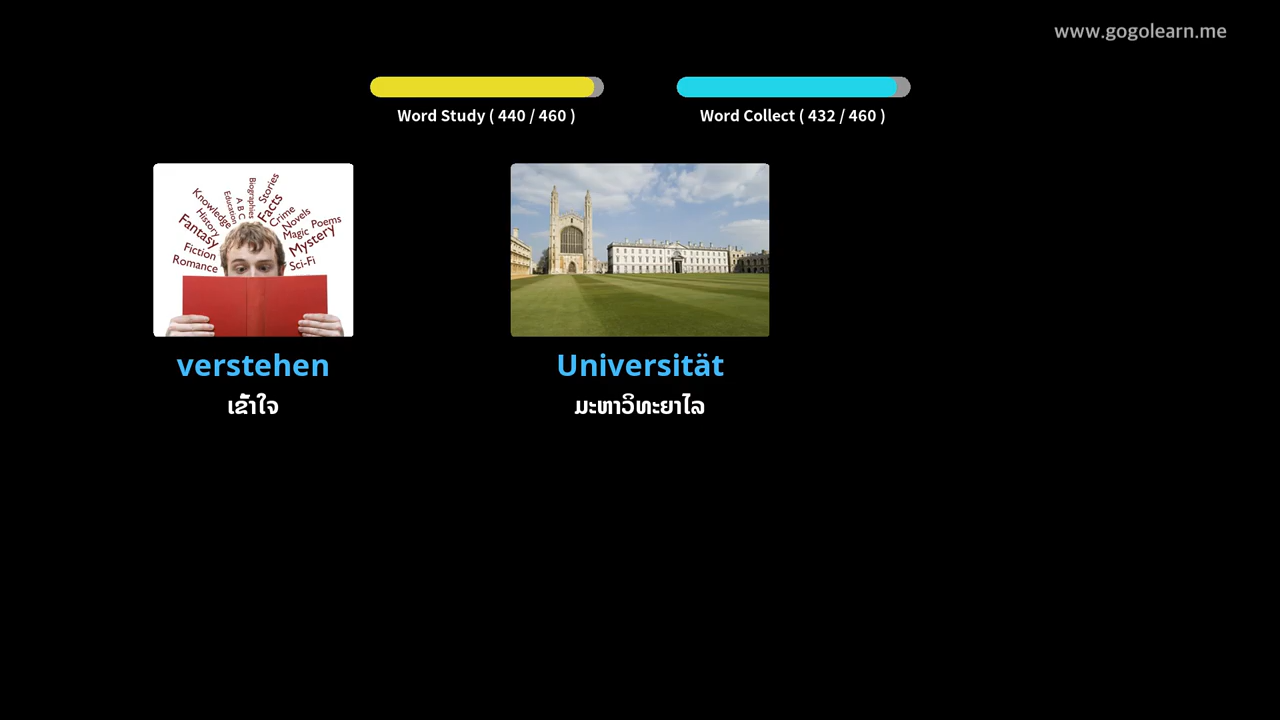 www.gogolearn.me
Word Study ( 440 / 460 )
Word Collect ( 432 / 460 )
Knowledge
History
Fantasy
Fiction
Romance
Education
A B C
Biographies
Stories
Facts
Crime
Novels
Magic
Poems
Mystery
Sci-Fi
verstehen
ເຂົ້າໃຈ
Universität
ມະຫາວິທະຍາໄລ